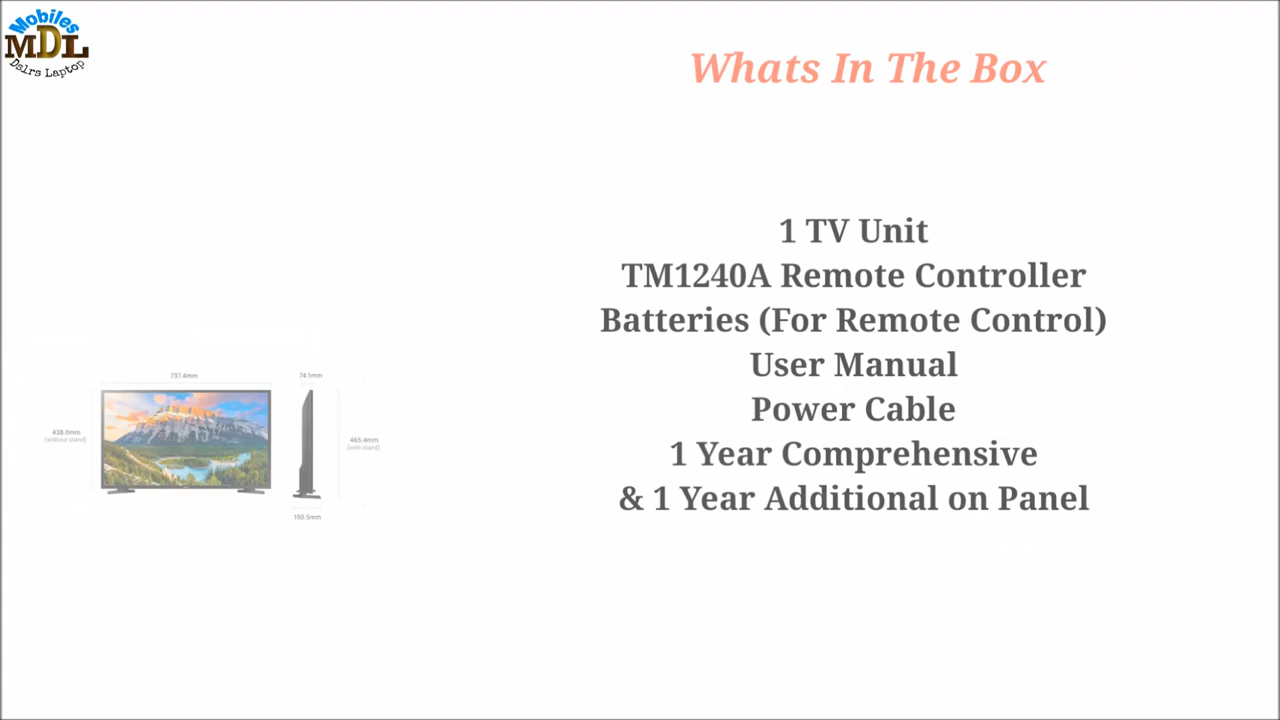 Mobiles
MDL
Dslrs Laptop
Whats In The Box
1 TV Unit
TM1240A Remote Controller
Batteries (For Remote Control)
User Manual
Power Cable
1 Year Comprehensive
& 1 Year Additional on Panel
737.4mm
74.1mm
438.0mm
(without stand)
465.4mm
(with stand)
150.5mm